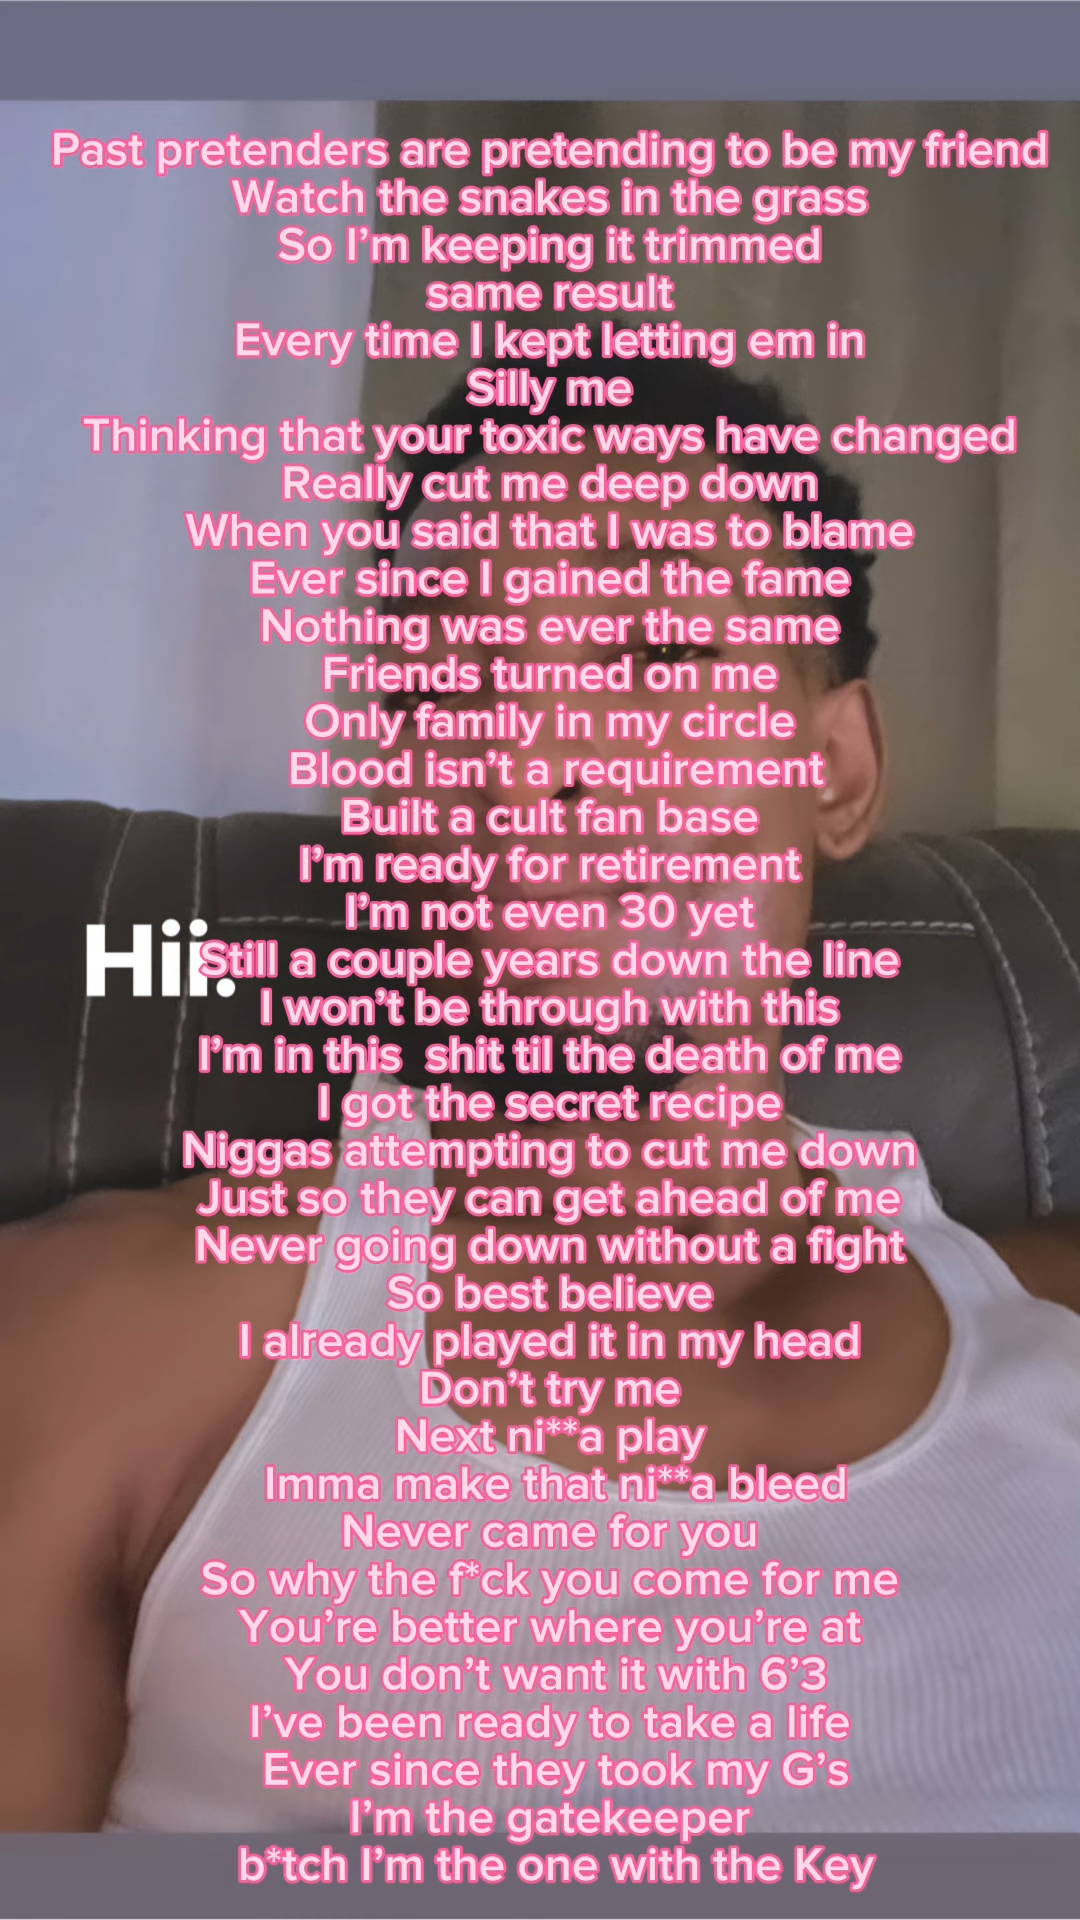 Past pretenders are pretending to be my friend
Watch the snakes in the grass
So I’m keeping it trimmed
same result
Every time I kept letting em in
Silly me
Thinking that your toxic ways have changed
Really cut me deep down
When you said that I was to blame
Ever since I gained the fame
Nothing was ever the same
Friends turned on me
Only family in my circle
Blood isn’t a requirement
Built a cult fan base
I’m ready for retirement
I’m not even 30 yet
Hii.
Still a couple years down the line
I won’t be through with this
I’m in this  shit til the death of me
I got the secret recipe
Niggas attempting to cut me down
Just so they can get ahead of me
Never going down without a fight
So best believe
I already played it in my head
Don’t try me
Next ni**a play
Imma make that ni**a bleed
Never came for you
So why the f*ck you come for me
You’re better where you’re at
You don’t want it with 6’3
I’ve been ready to take a life
Ever since they took my G’s
I’m the gatekeeper
b*tch I’m the one with the Key